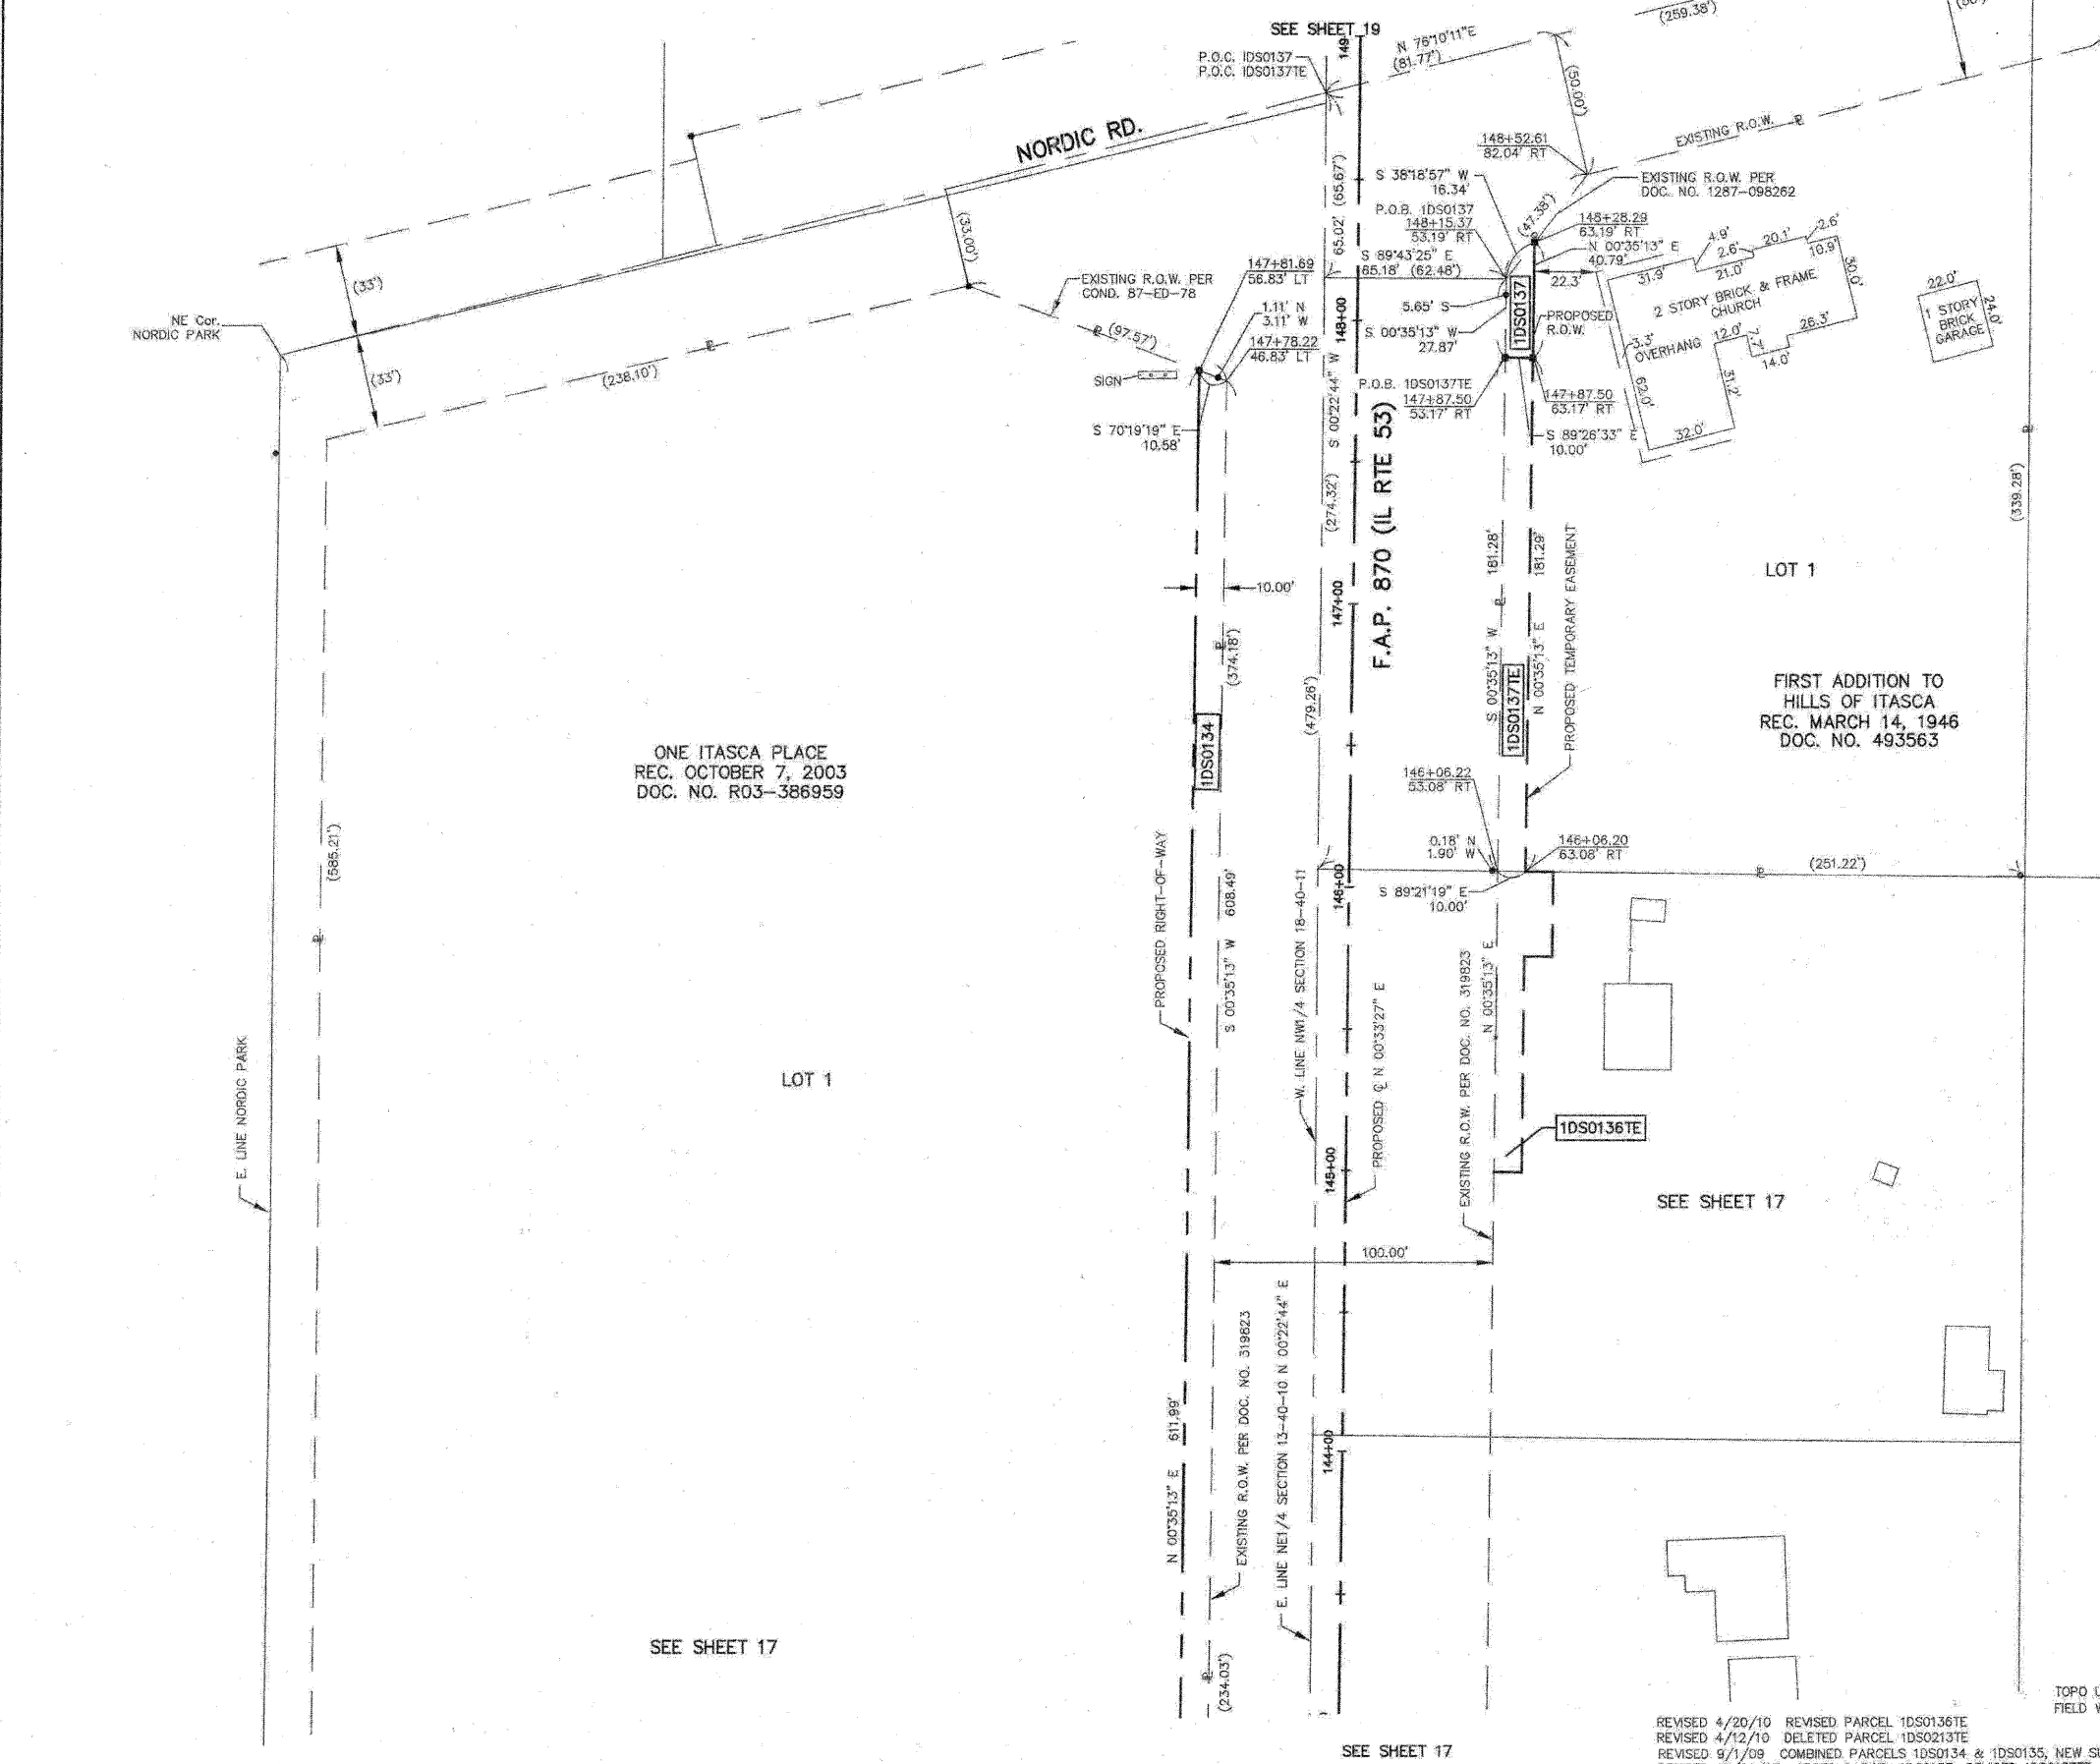 SEE SHEET 19
(259.38')
P.O.C. 1DS0137
P.O.C. 1DS0137TE
149
N 76°10'11"E
(81.77')
(50.00')
NORDIC RD.
(33.00')
(33')
(33')
NE Cor.
NORDIC PARK
(238.10')
EXISTING R.O.W. PER
COND. 87-ED-78
(97.57')
SIGN
147+81.69
56.83' LT
1.11' N
3.11' W
147+78.22
46.83' LT
S 70°19'19" E
10.58'
65.02' (65.67')
148+52.61
82.04' RT
S 38°18'57" W
16.34'
P.O.B. 1DS0137
148+15.37
53.19' RT
S 89°43'25" E
65.18' (62.48')
(47.38')
EXISTING R.O.W.
EXISTING R.O.W. PER
DOC. NO. 1287-098262
148+28.29
63.19' RT
N 00°35'13" E
40.79'
22.3'
5.65' S
S 00°35'13" W
27.87'
1DS0137
PROPOSED
R.O.W.
148+00
P.O.B. 1DS0137TE
147+87.50
53.17' RT
147+87.50
63.17' RT
S 89°26'33" E
10.00'
4.9'
2.6'
20.1'
2.6'
31.9'
21.0'
10.9'
30.0'
2 STORY BRICK & FRAME
CHURCH
3.3'
OVERHANG
12.0'
7.7'
14.0'
26.3'
62.0'
31.2'
32.0'
22.0'
24.0'
1 STORY
BRICK
GARAGE
S 00°22'44" W
(274.32')
F.A.P. 870 (IL RTE 53)
(339.28')
10.00'
147+00
(374.18')
(479.26')
S 00°35'13" W 181.28'
N 00°35'13" E 181.29'
PROPOSED TEMPORARY EASEMENT
LOT 1
1DS0137TE
1DS0134
FIRST ADDITION TO
HILLS OF ITASCA
REC. MARCH 14, 1946
DOC. NO. 493563
ONE ITASCA PLACE
REC. OCTOBER 7, 2003
DOC. NO. R03-386959
(585.21')
146+06.22
53.08' RT
0.18' N
1.90' W
146+06.20
63.08' RT
(251.22')
S 89°21'19" E
10.00'
146+00
PROPOSED RIGHT-OF-WAY
S 00°35'13" W 608.49'
W. LINE NW1/4 SECTION 18-40-11
PROPOSED ℄ N 00°33'27" E
EXISTING R.O.W. PER DOC. NO. 319823
N 00°35'13" E
E. LINE NORDIC PARK
LOT 1
1DS0136TE
145+00
SEE SHEET 17
100.00'
N 00°35'13" E 611.99'
EXISTING R.O.W. PER DOC. NO. 319823
E. LINE NE1/4 SECTION 13-40-10 N 00°22'44" E
144+00
SEE SHEET 17
(234.03')
SEE SHEET 17
REVISED 4/20/10 REVISED PARCEL 1DS0136TE
REVISED 4/12/10 DELETED PARCEL 1DS0213TE
REVISED 9/1/09 COMBINED PARCELS 1DS0134 & 1DS0135, NEW
TOPO
FIELD